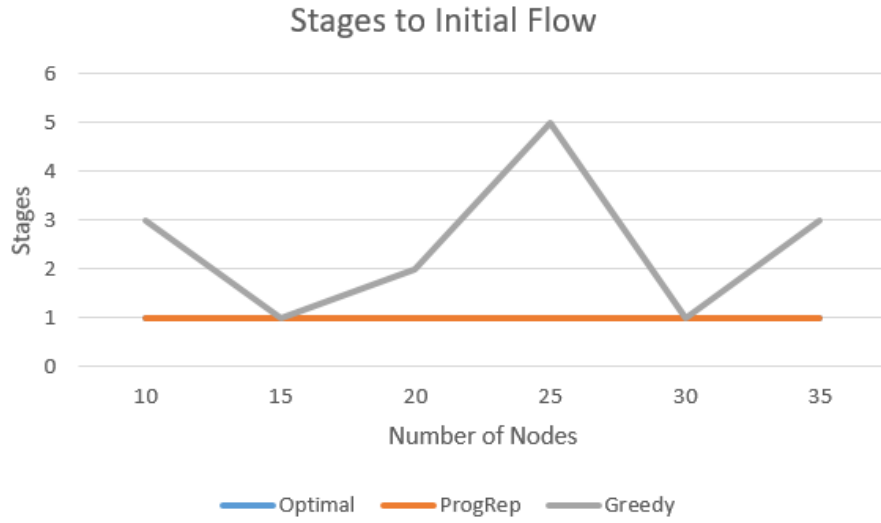 Stages to Initial Flow
6
5
4
3
2
1
0
Stages
10 15 20 25 30 35
Number of Nodes
Optimal ProgRep Greedy